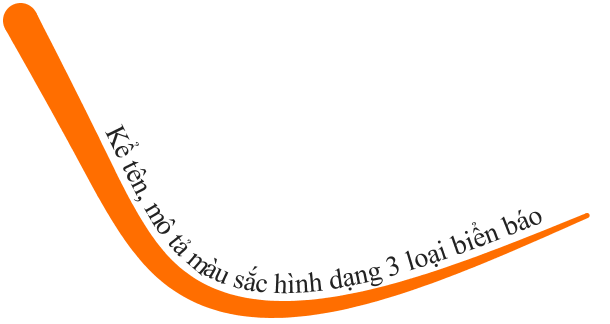 Kể tên, mô tả màu sắc hình dạng 3 loại biển báo